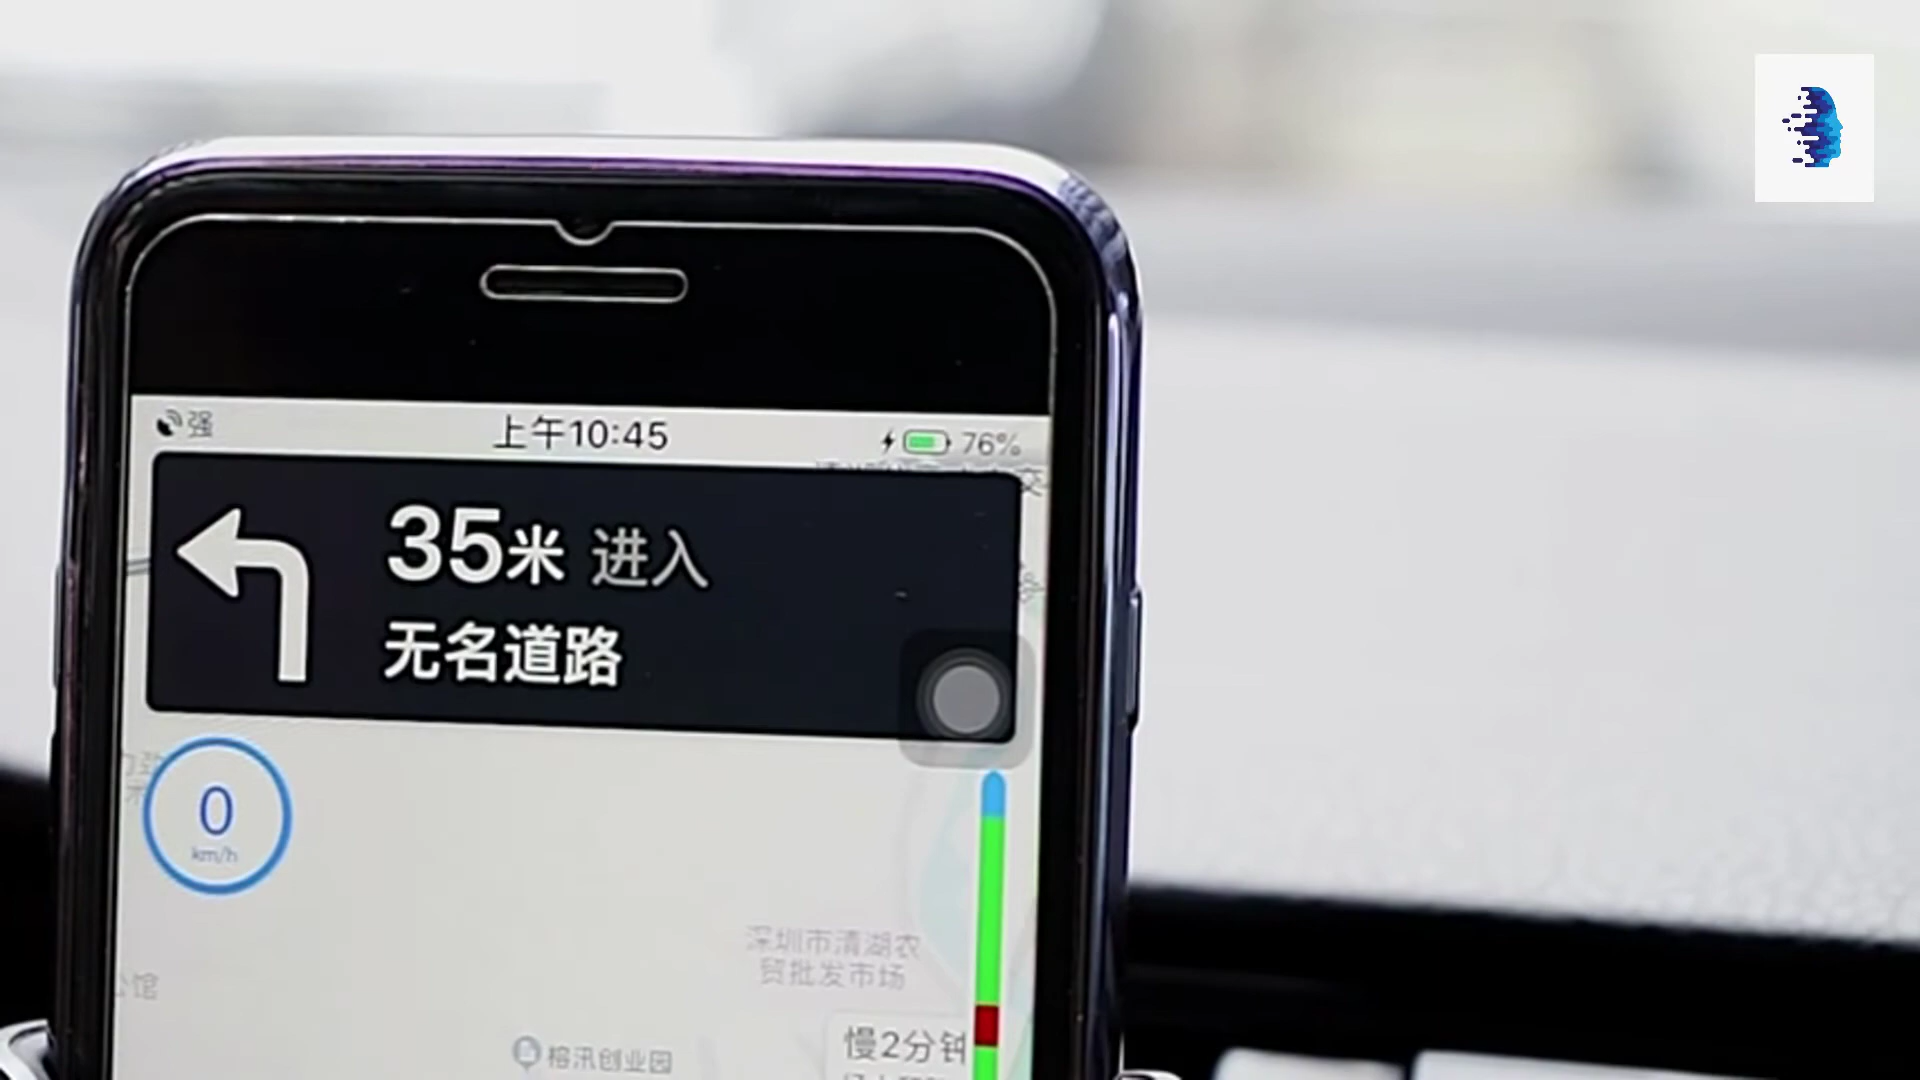 强
上午10:45
76%
35米 进入
无名道路
0
km/h
深圳市清湖农
贸批发市场
公馆
榕汛创业园
慢2分钟